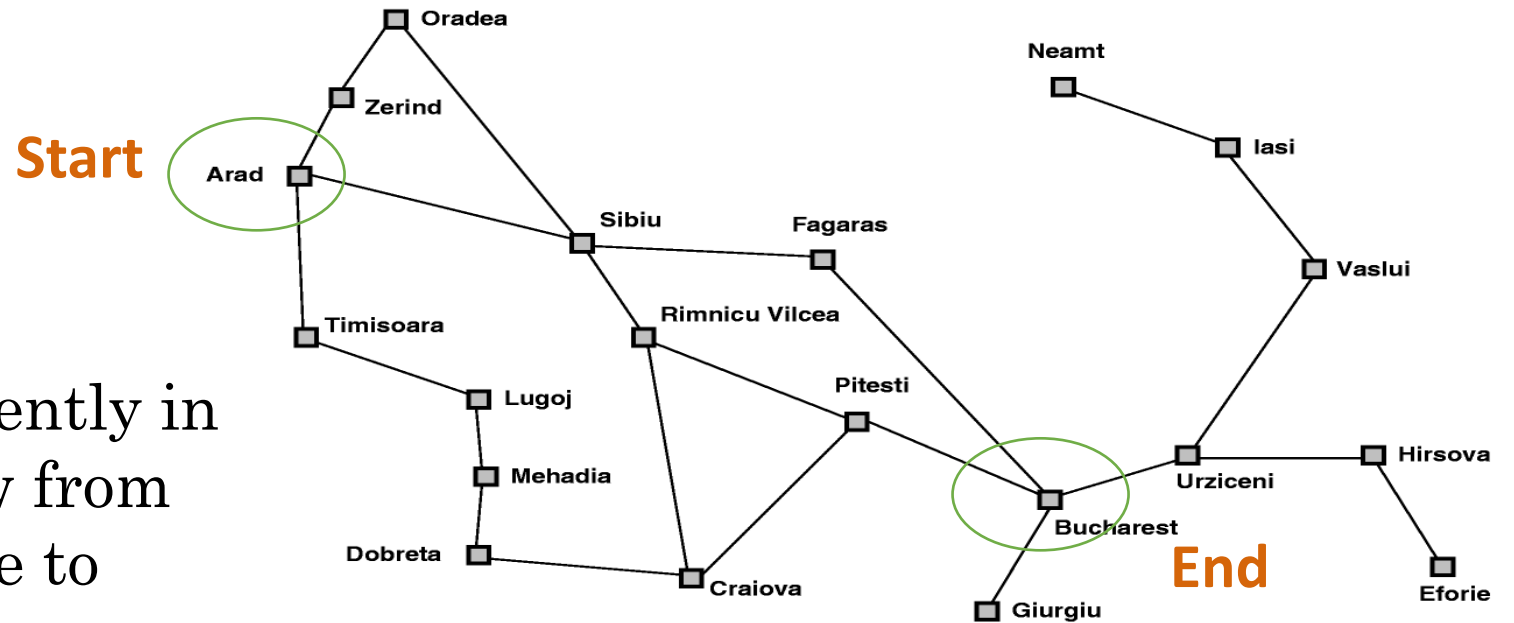 Oradea
Neamt
Zerind
Start
Arad
Iasi
Sibiu
Fagaras
Vaslui
Timisoara
Rimnicu Vilcea
Pitesti
Lugoj
ently in
Hirsova
Mehadia
Urziceni
y from
Bucharest
Dobreta
End
e to
Craiova
Eforie
Giurgiu